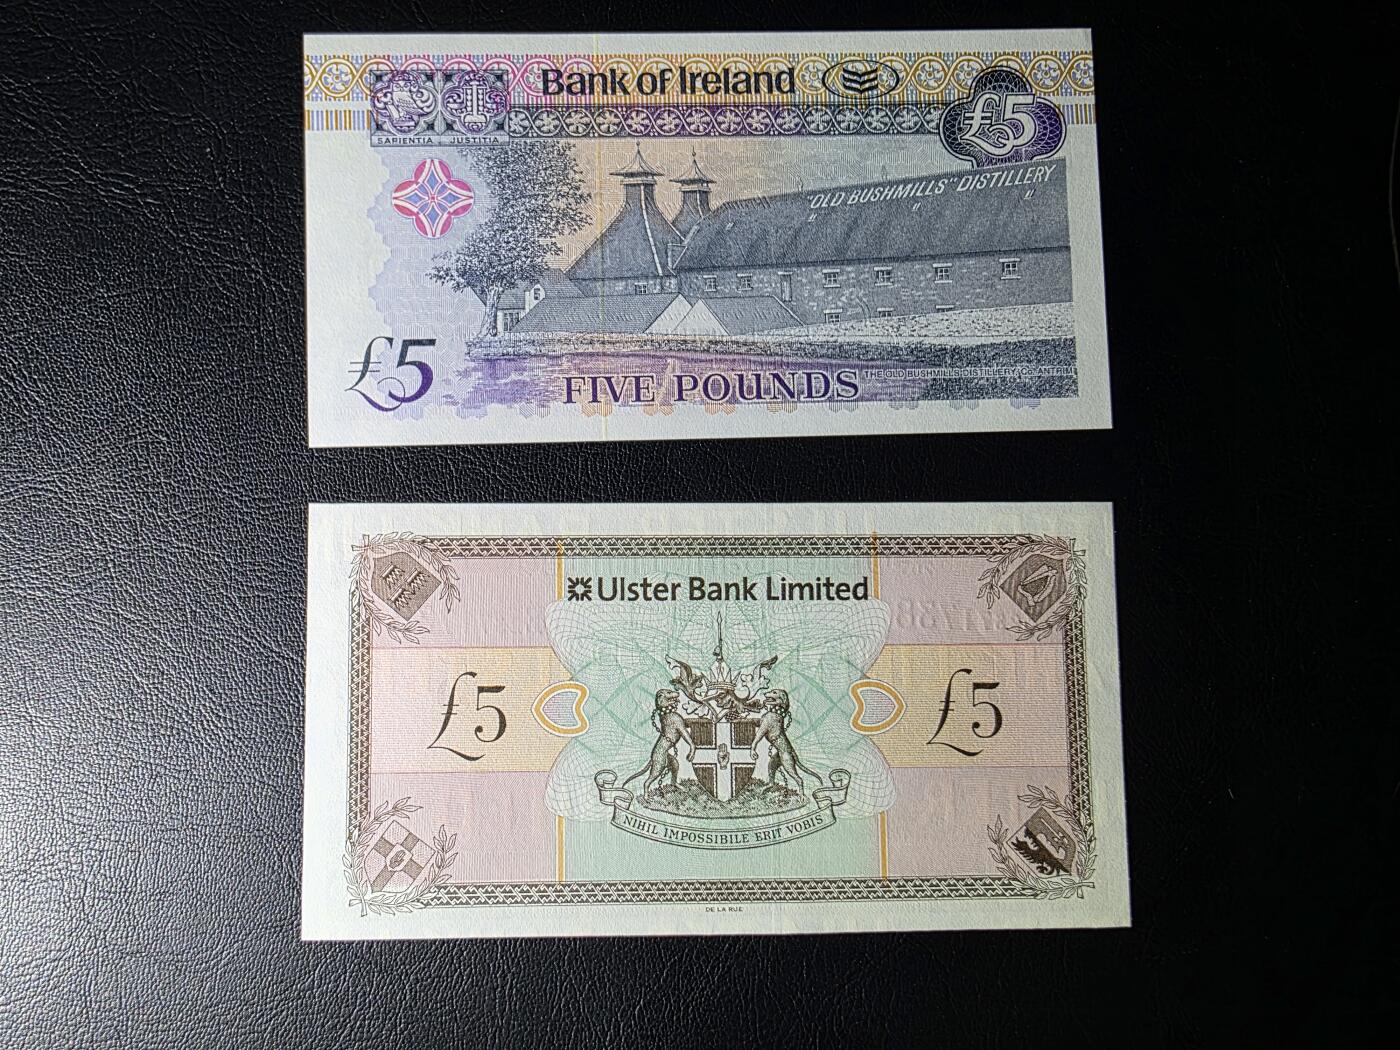 Bank of Ireland
£5
SAPIENTIA JUSTITIA
"OLD BUSHMILLS" DISTILLERY
£5
FIVE POUNDS
THE OLD BUSHMILLS DISTILLERY, Co. ANTRIM
Ulster Bank Limited
£5
£5
NIHIL IMPOSSIBILE ERIT VOBIS
DE LA RUE